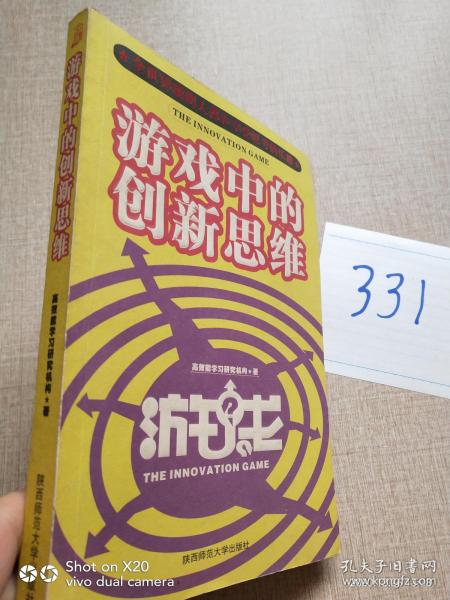 THE INNOVATION GAME
游戏中的
创新思维
高效能学习研究机构·著
THE INNOVATION GAME
陕西师范大学出版社
游戏中的创新思维
高效能学习研究机构·著
陕西师范大学出版社
331
Shot on X20
vivo dual camera
孔夫子旧书网
www.kongfz.com